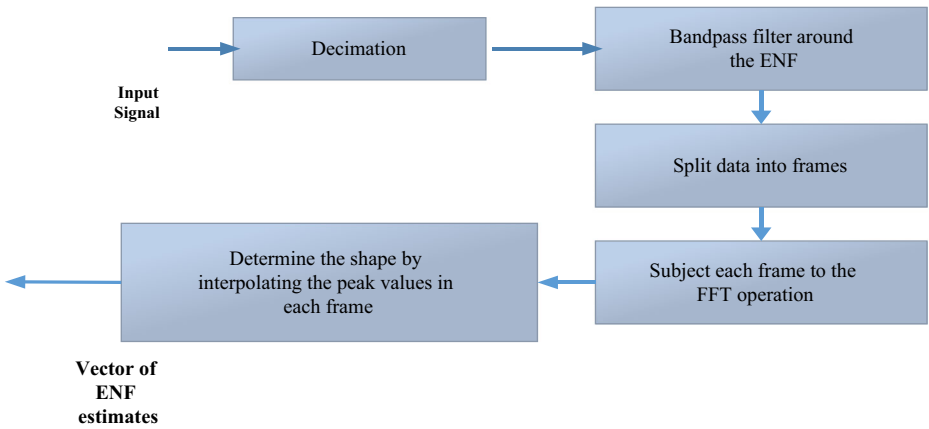 Input
Signal
Decimation
Bandpass filter around
the ENF
Split data into frames
Subject each frame to the
FFT operation
Determine the shape by
interpolating the peak values in
each frame
Vector of
ENF
estimates